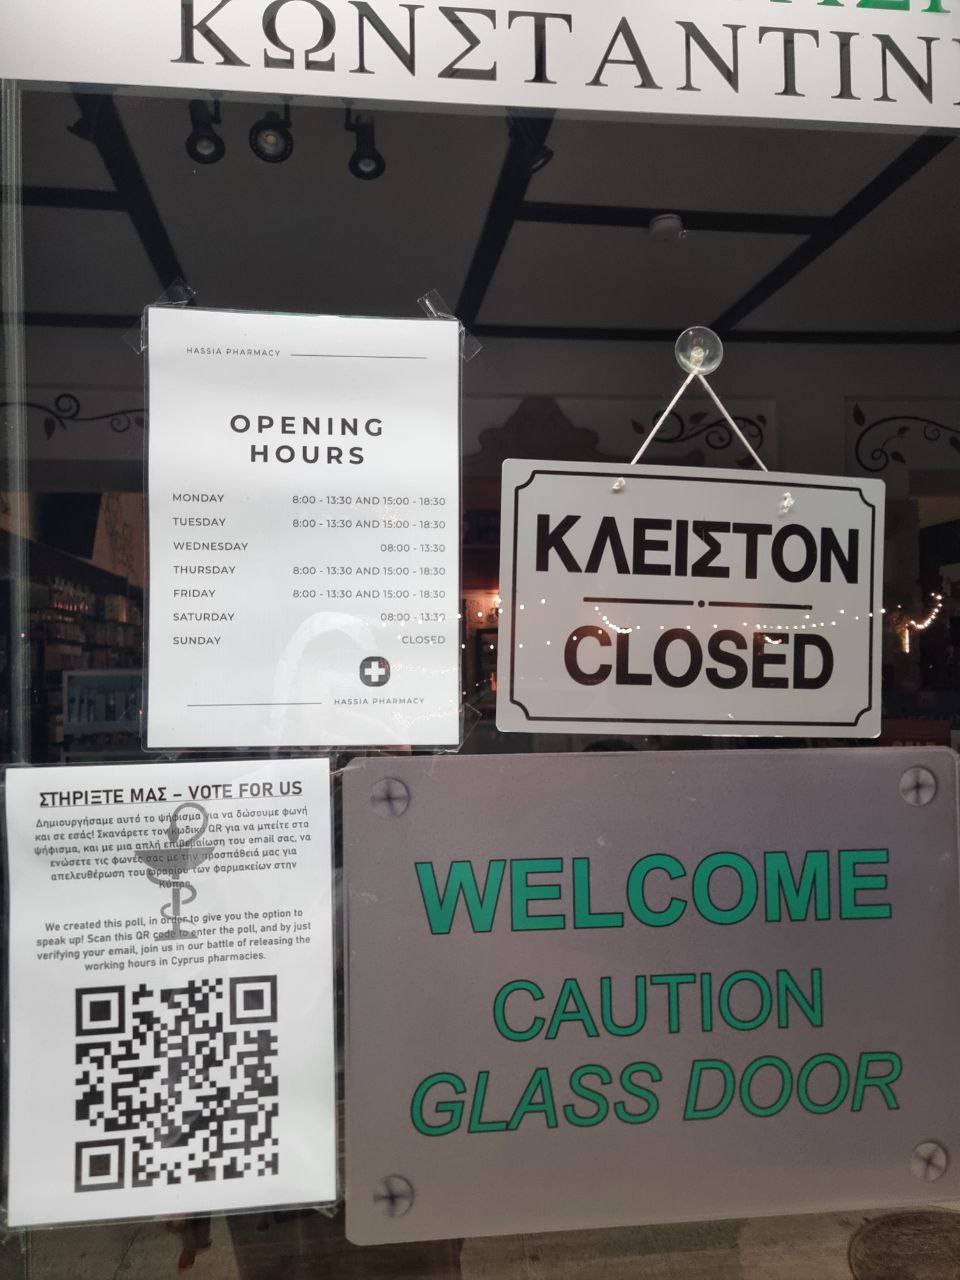 ΚΩΝΣΤΑΝΤΙΝ
HASSIA PHARMACY
OPENING
HOURS
MONDAY 8:00 - 13:30 AND 15:00 - 18:30
TUESDAY 8:00 - 13:30 AND 15:00 - 18:30
WEDNESDAY 08:00 - 13:30
THURSDAY 8:00 - 13:30 AND 15:00 - 18:30
FRIDAY 8:00 - 13:30 AND 15:00 - 18:30
SATURDAY 08:00 - 13:30
SUNDAY CLOSED
HASSIA PHARMACY
ΚΛΕΙΣΤΟΝ
CLOSED
ΣΤΗΡΙΞΤΕ ΜΑΣ – VOTE FOR US
Δημιουργήσαμε αυτό το ψήφισμα για να δώσουμε φωνή
και σε εσάς! Σκανάρετε τον κωδικό QR για να μπείτε στο
ψήφισμα, και με μια απλή επιβεβαίωση του email σας, να
ενώσετε τις φωνές σας με την προσπάθειά μας για
απελευθέρωση του ωραρίου των φαρμακείων στην
Κύπρο.
We created this poll, in order to give you the option to
speak up! Scan this QR code to enter the poll, and by just
verifying your email, join us in our battle of releasing the
working hours in Cyprus pharmacies.
WELCOME
CAUTION
GLASS DOOR